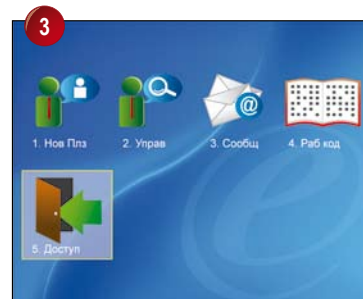 3
1. Нов Плз
2. Управ
3. Сообщ
4. Раб код
5. Доступ